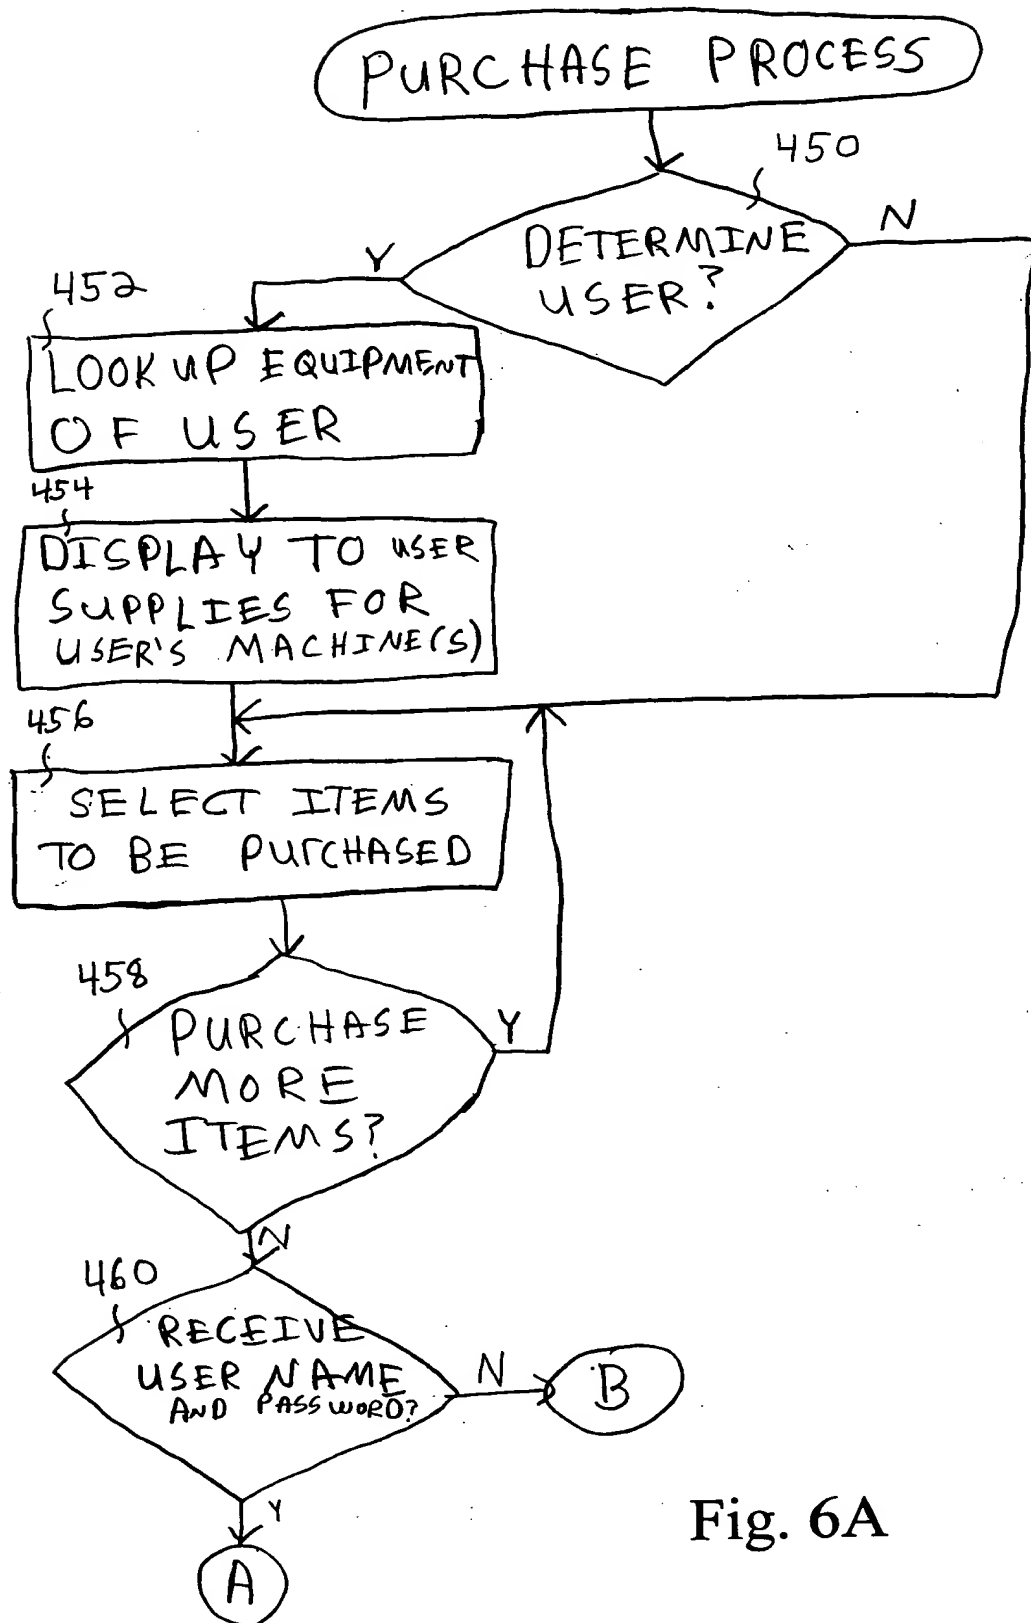 PURCHASE PROCESS
450
DETERMINE
USER?
Y
N
452
LOOK UP EQUIPMENT
OF USER
454
DISPLAY TO USER
SUPPLIES FOR
USER'S MACHINE(S)
456
SELECT ITEMS
TO BE PURCHASED
458
PURCHASE
MORE
ITEMS?
Y
N
460
RECEIVE
USER NAME
AND PASSWORD?
N
B
Y
A
Fig. 6A